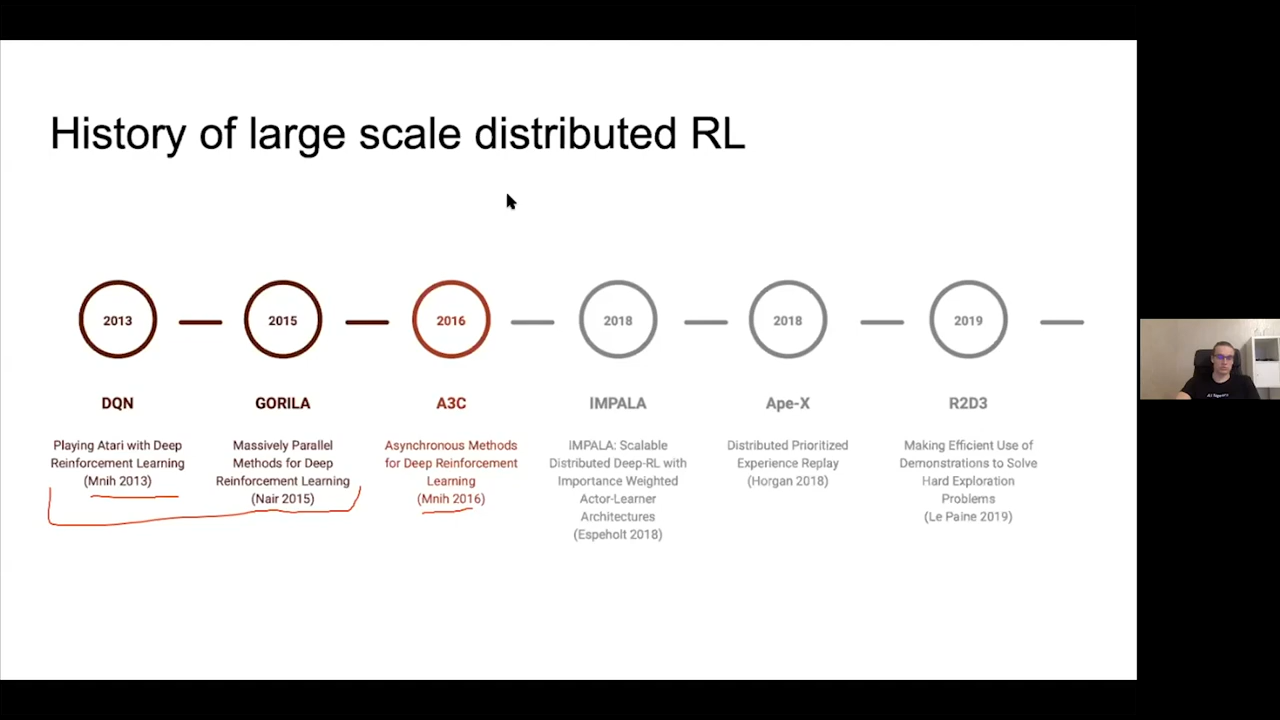 History of large scale distributed RL
2013
2015
2016
2018
2018
2019
DQN
GORILA
A3C
IMPALA
Ape-X
R2D3
Playing Atari with Deep
Reinforcement Learning
(Mnih 2013)
Massively Parallel
Methods for Deep
Reinforcement Learning
(Nair 2015)
Asynchronous Methods
for Deep Reinforcement
Learning
(Mnih 2016)
IMPALA: Scalable
Distributed Deep-RL with
Importance Weighted
Actor-Learner
Architectures
(Espeholt 2018)
Distributed Prioritized
Experience Replay
(Horgan 2018)
Making Efficient Use of
Demonstrations to Solve
Hard Exploration
Problems
(Le Paine 2019)